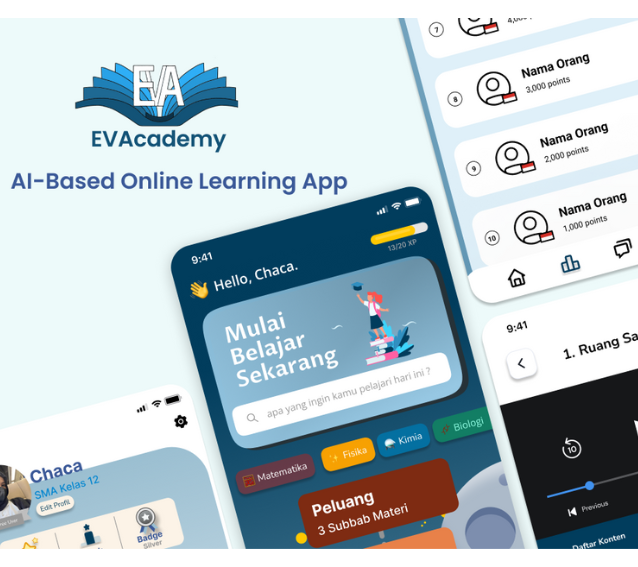 EVA
EVAcademy
AI-Based Online Learning App
7
8
Nama Orang
3,000 points
9
Nama Orang
2,000 points
10
Nama Orang
1,000 points
9:41
13/20 XP
Hello, Chaca.
Mulai
Belajar
Sekarang
apa yang ingin kamu pelajari hari ini ?
Matematika
Fisika
Kimia
Biologi
Peluang
3 Subbab Materi
9:41
1. Ruang Sa
10
Previous
Daftar Konten
Chaca
SMA Kelas 12
Edit Profil
Badge
Silver